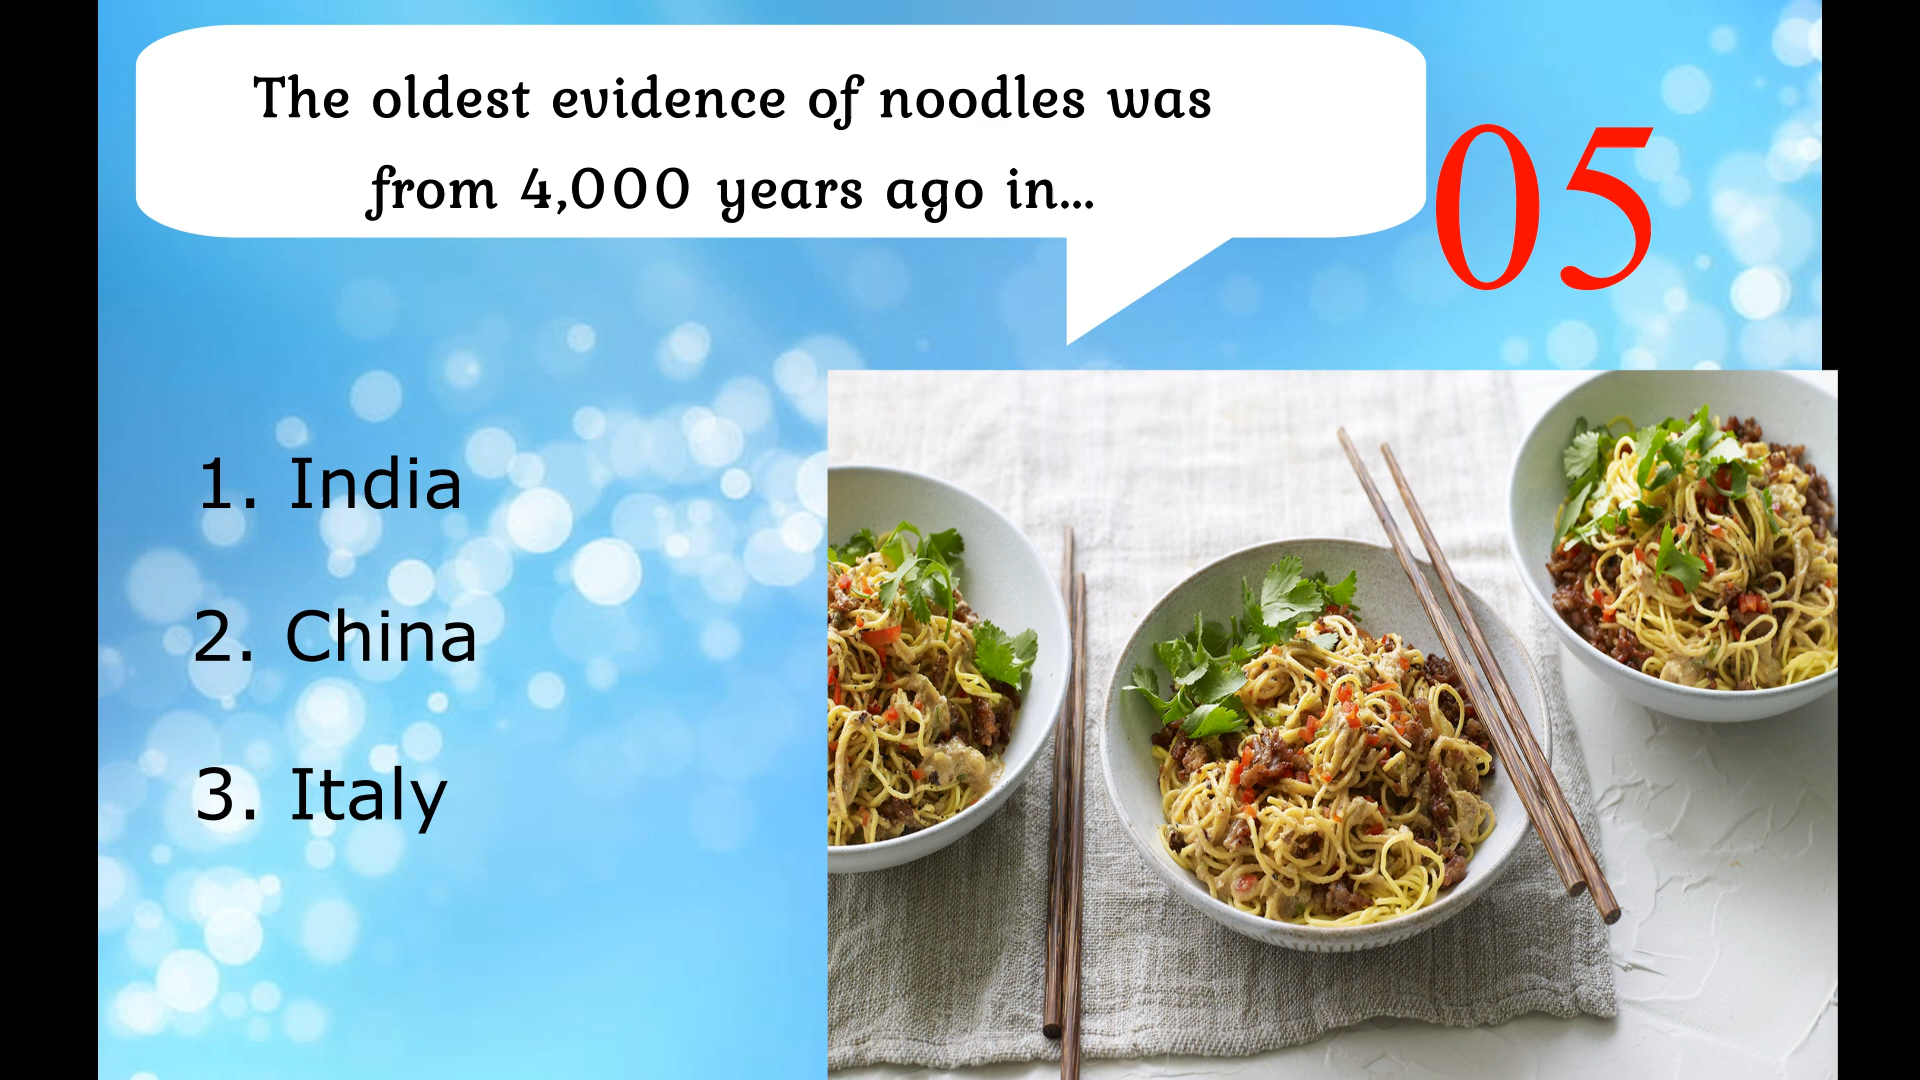 The oldest evidence of noodles was
from 4,000 years ago in...
05
1. India
2. China
3. Italy